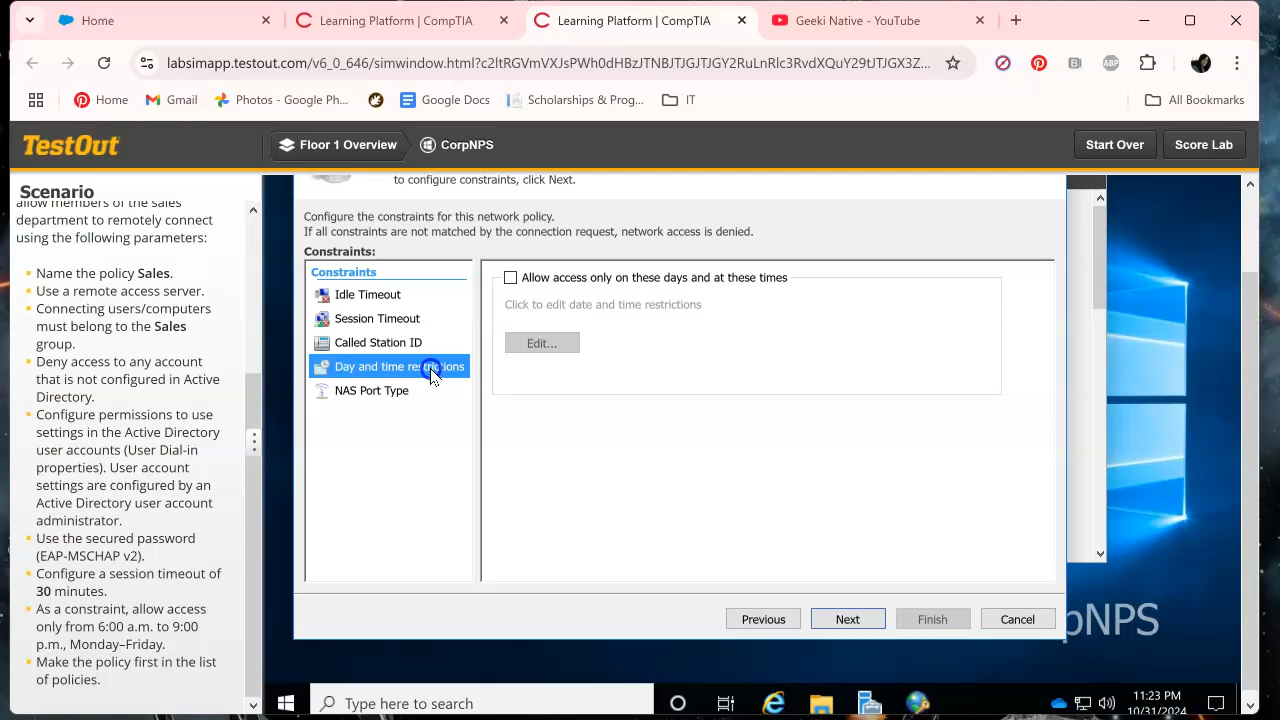 Home
Learning Platform | CompTIA
Learning Platform | CompTIA
Geeki Native - YouTube
labsimapp.testout.com/v6_0_646/simwindow.html?c2ltRGVmVXJsPWh0dHBzJTNBJTJGJTJGY2RuLnRlc3RvdXQuY29tJTJGX3Z...
ABP
Home
Gmail
Photos - Google Ph...
Google Docs
Scholarships & Prog...
IT
All Bookmarks
TestOut
Floor 1 Overview
CorpNPS
Start Over
Score Lab
Scenario
allow members of the sales
department to remotely connect
using the following parameters:
Name the policy Sales.
Use a remote access server.
Connecting users/computers
must belong to the Sales
group.
Deny access to any account
that is not configured in Active
Directory.
Configure permissions to use
settings in the Active Directory
user accounts (User Dial-in
properties). User account
settings are configured by an
Active Directory user account
administrator.
Use the secured password
(EAP-MSCHAP v2).
Configure a session timeout of
30 minutes.
As a constraint, allow access
only from 6:00 a.m. to 9:00
p.m., Monday–Friday.
Make the policy first in the list
of policies.
to configure constraints, click Next.
Configure the constraints for this network policy.
If all constraints are not matched by the connection request, network access is denied.
Constraints:
Constraints
Idle Timeout
Session Timeout
Called Station ID
Day and time restrictions
NAS Port Type
Allow access only on these days and at these times
Click to edit date and time restrictions
Edit...
Previous
Next
Finish
Cancel
pNPS
Type here to search
11:23 PM
10/31/2024